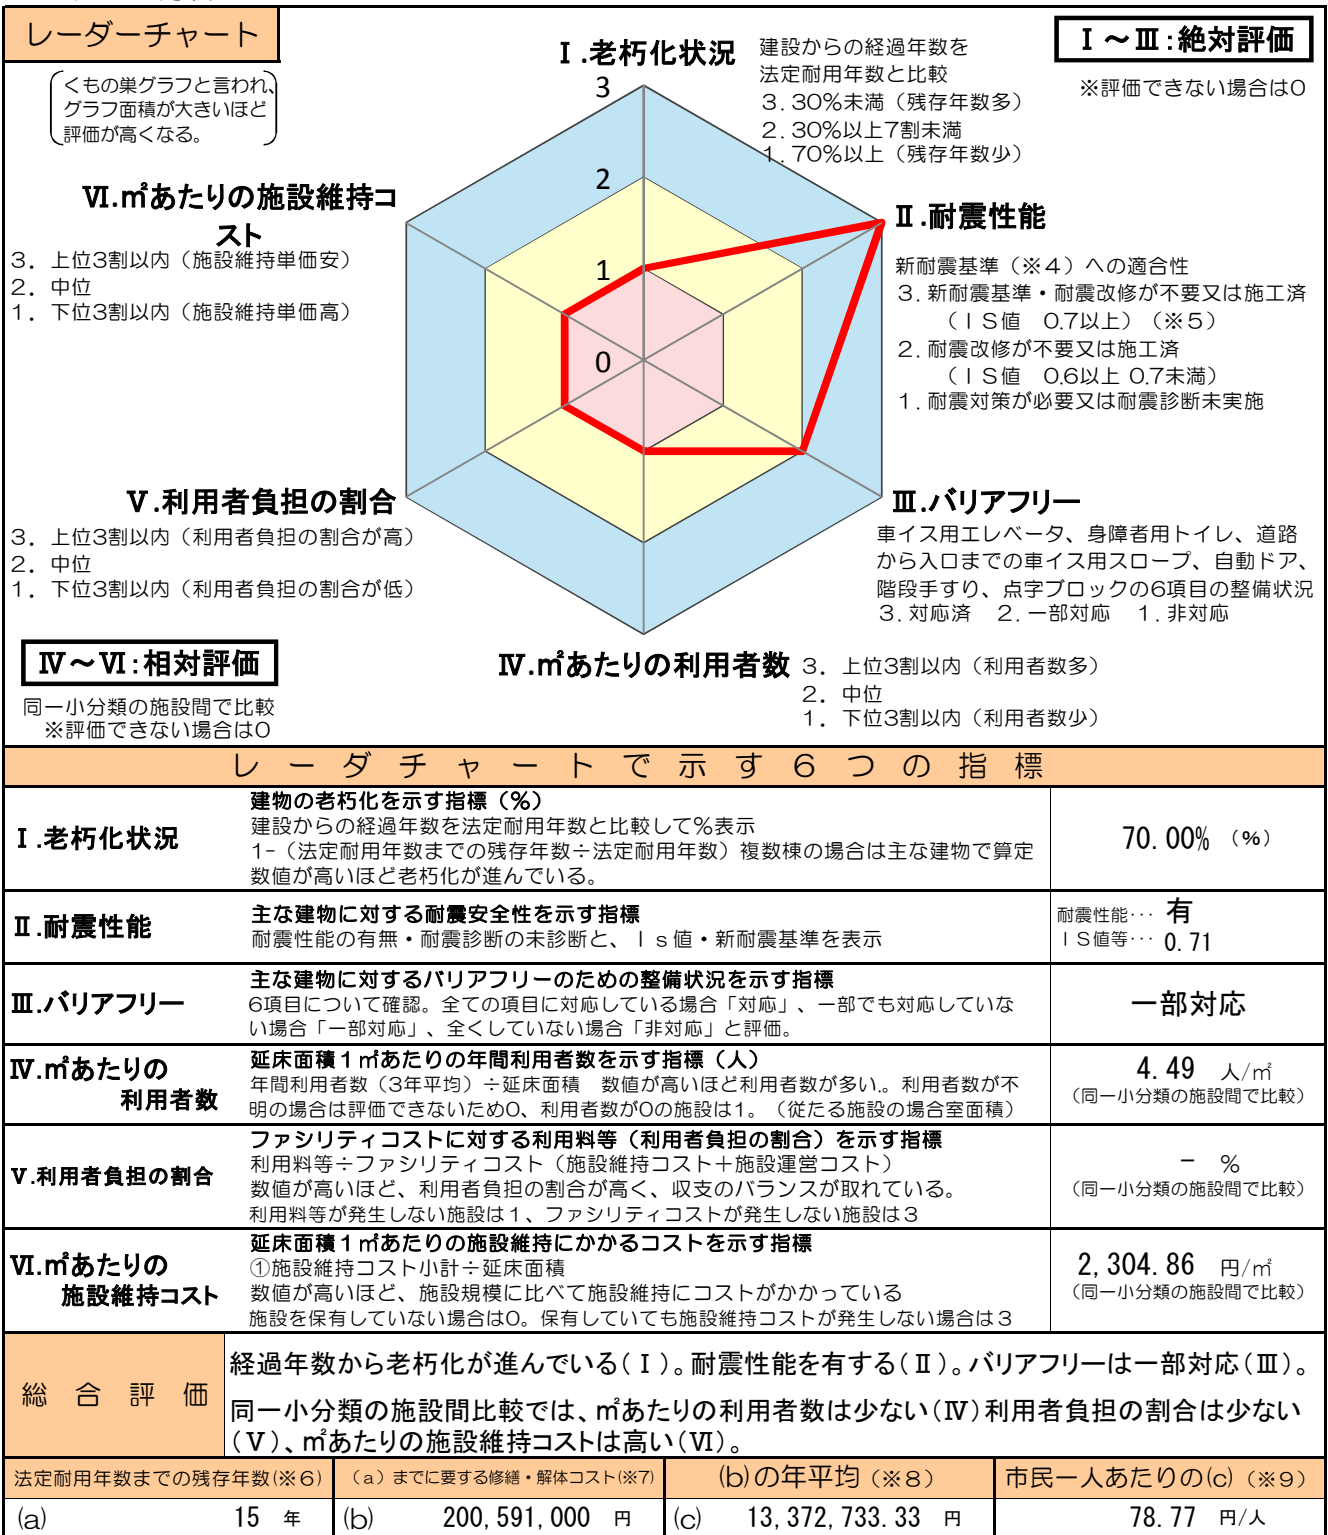 レーダーチャート
くもの巣グラフと言われ、
グラフ面積が大きいほど
評価が高くなる。
Ⅰ.老朽化状況
建設からの経過年数を
法定耐用年数と比較
3. 30%未満（残存年数多）
2. 30%以上7割未満
1. 70%以上（残存年数少）
Ⅰ～Ⅲ:絶対評価
※評価できない場合は0
3
2
1
0
Ⅵ.㎡あたりの施設維持コ
スト
3. 上位3割以内（施設維持単価安）
2. 中位
1. 下位3割以内（施設維持単価高）
Ⅱ.耐震性能
新耐震基準（※４）への適合性
3. 新耐震基準・耐震改修が不要又は施工済
（ＩＳ値　0.7以上）（※５）
2. 耐震改修が不要又は施工済
（ＩＳ値　0.6以上 0.7未満）
1. 耐震対策が必要又は耐震診断未実施
Ⅴ.利用者負担の割合
3. 上位3割以内（利用者負担の割合が高）
2. 中位
1. 下位3割以内（利用者負担の割合が低）
Ⅲ.バリアフリー
車イス用エレベータ、身障者用トイレ、道路
から入口までの車イス用スロープ、自動ドア、
階段手すり、点字ブロックの6項目の整備状況
3. 対応済　2. 一部対応　1. 非対応
Ⅳ～Ⅵ:相対評価
同一小分類の施設間で比較
※評価できない場合は0
Ⅳ.㎡あたりの利用者数
3. 上位3割以内（利用者数多）
2. 中位
1. 下位3割以内（利用者数少）
レーダチャートで示す６つの指標
Ⅰ.老朽化状況
建物の老朽化を示す指標（％）
建設からの経過年数を法定耐用年数と比較して%表示
1-（法定耐用年数までの残存年数÷法定耐用年数）複数棟の場合は主な建物で算定
数値が高いほど老朽化が進んでいる。
70.00% （%）
Ⅱ.耐震性能
主な建物に対する耐震安全性を示す指標
耐震性能の有無・耐震診断の未診断と、Ｉｓ値・新耐震基準を表示
耐震性能… 有
ＩＳ値等… 0.71
Ⅲ.バリアフリー
主な建物に対するバリアフリーのための整備状況を示す指標
6項目について確認。全ての項目に対応している場合「対応」、一部でも対応していな
い場合「一部対応」、全くしていない場合「非対応」と評価。
一部対応
Ⅳ.㎡あたりの
利用者数
延床面積１㎡あたりの年間利用者数を示す指標（人）
年間利用者数（3年平均）÷延床面積　数値が高いほど利用者数が多い。利用者数が不
明の場合は評価できないため0、利用者数が0の施設は1。（従たる施設の場合室面積）
4.49 人/㎡
（同一小分類の施設間で比較）
Ⅴ.利用者負担の割合
ファシリティコストに対する利用料等（利用者負担の割合）を示す指標
利用料等÷ファシリティコスト（施設維持コスト＋施設運営コスト）
数値が高いほど、利用者負担の割合が高く、収支のバランスが取れている。
利用料等が発生しない施設は１、ファシリティコストが発生しない施設は３
－ %
（同一小分類の施設間で比較）
Ⅵ.㎡あたりの
施設維持コスト
延床面積１㎡あたりの施設維持にかかるコストを示す指標
①施設維持コスト小計÷延床面積
数値が高いほど、施設規模に比べて施設維持にコストがかかっている
施設を保有していない場合は0。保有していても施設維持コストが発生しない場合は３
2,304.86 円/㎡
（同一小分類の施設間で比較）
総合評価
経過年数から老朽化が進んでいる(Ⅰ)。耐震性能を有する(Ⅱ)。バリアフリーは一部対応(Ⅲ)。
同一小分類の施設間比較では、㎡あたりの利用者数は少ない(Ⅳ)利用者負担の割合は少ない
(Ⅴ)、㎡あたりの施設維持コストは高い(Ⅵ)。
法定耐用年数までの残存年数(※６)
（a）までに要する修繕・解体コスト(※7)
(b)の年平均（※８）
市民一人あたりの(c)（※９）
(a) 15 年
(b) 200,591,000 円
(c) 13,372,733.33 円
78.77 円/人